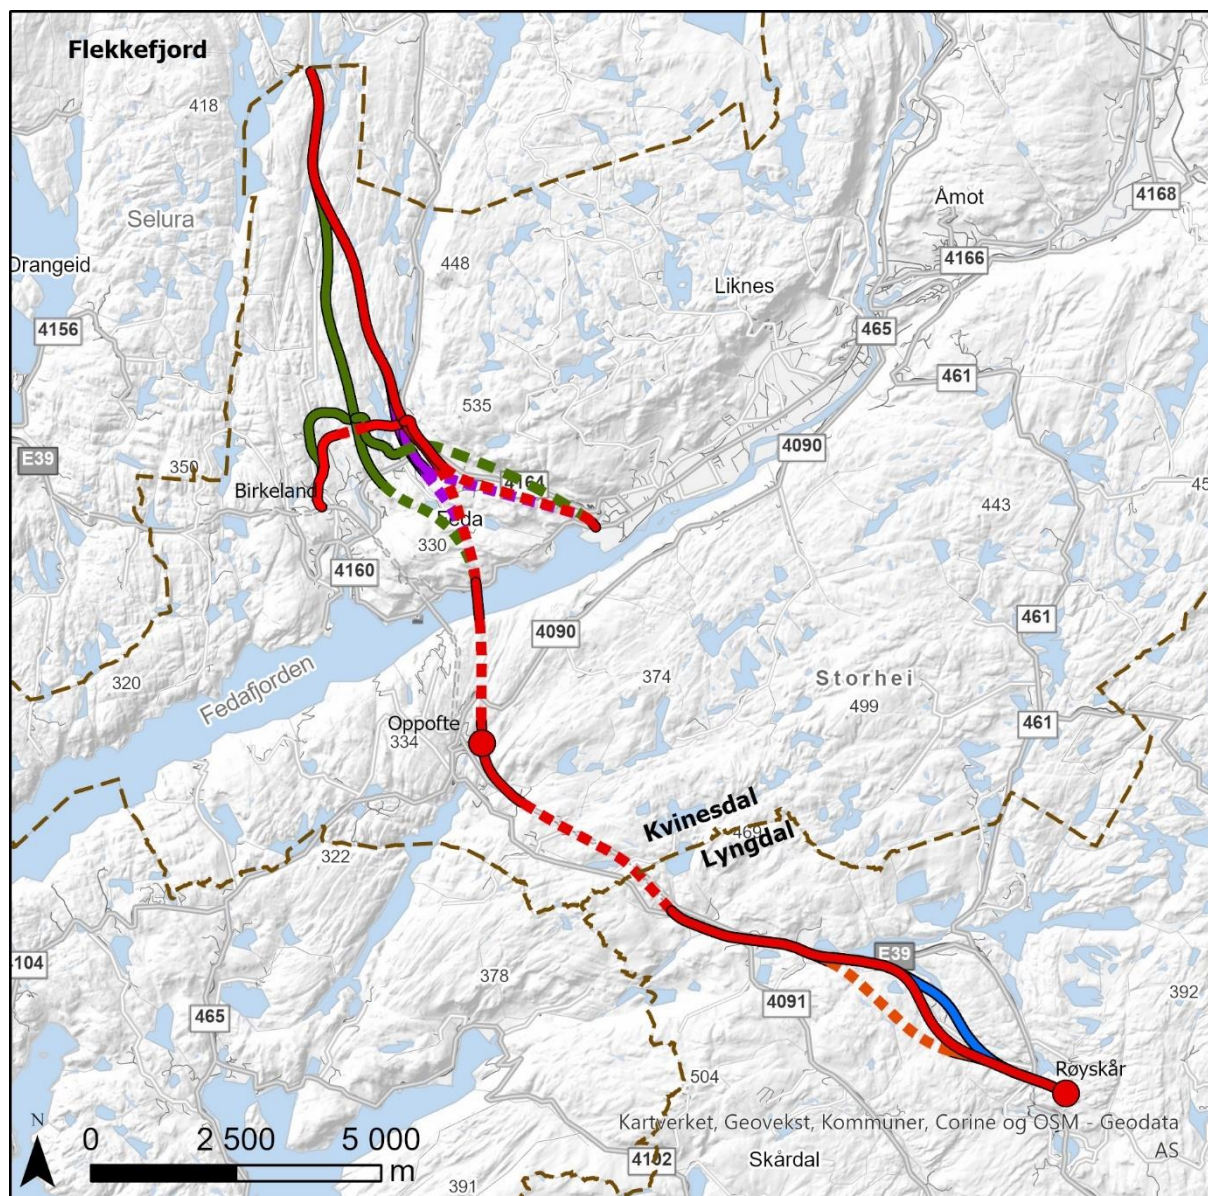 Flekkefjord
418
Selura
Åmot
4168
448
4166
Drangeid
Liknes
4156
465
461
535
4090
E39
350
4164
Birkeland
443
Feda
330
4160
461
4090
Fedafjorden
320
374
Storhei
499
Oppofte
334
461
Kvinesdal
469
Lyngdal
322
E39
104
378
392
4091
465
Røyskår
504
N
Kartverket, Geovekst, Kommuner, Corine og OSM - Geodata
AS
0 2 500 5 000
m
4102
Skårdal
391